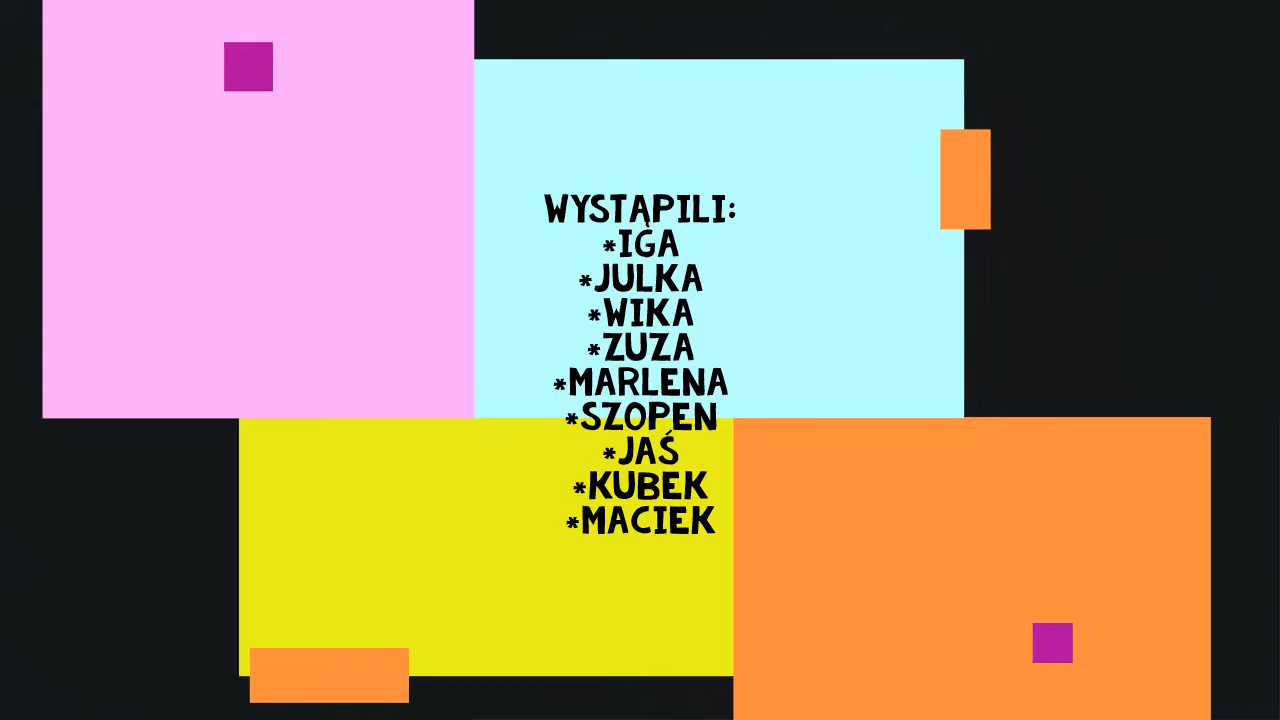 WYSTĄPILI:
*IGA
*JULKA
*WIKA
*ZUZA
*MARLENA
*SZOPEN
*JAŚ
*KUBEK
*MACIEK